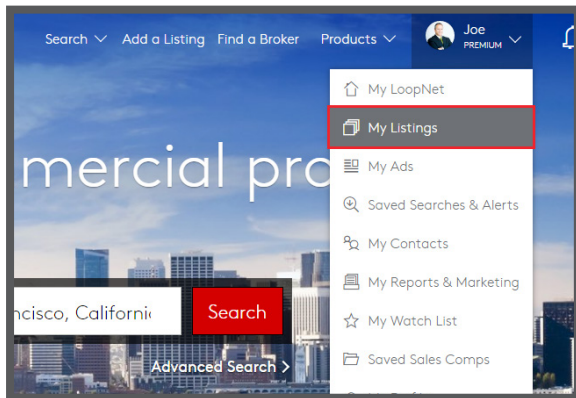 Search Add a Listing Find a Broker Products Joe
PREMIUM
My LoopNet
My Listings
mercial pro
My Ads
Saved Searches & Alerts
My Contacts
My Reports & Marketing
ncisco, Californi Search
My Watch List
Advanced Search >
Saved Sales Comps